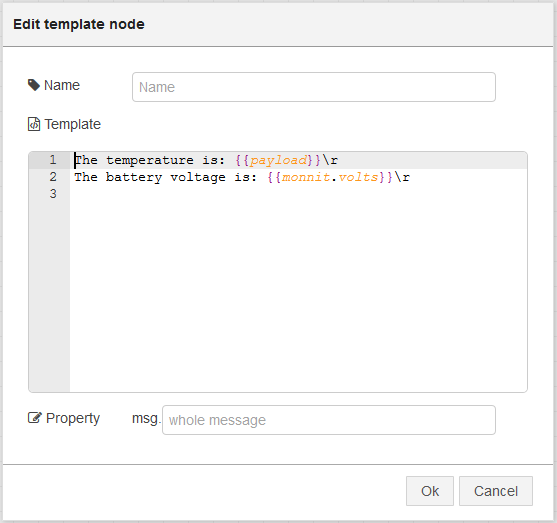 Edit template node
Name
Name
Template
1 The temperature is: {{payload}}\r
2 The battery voltage is: {{monnit.volts}}\r
3
Property msg. whole message
Ok Cancel